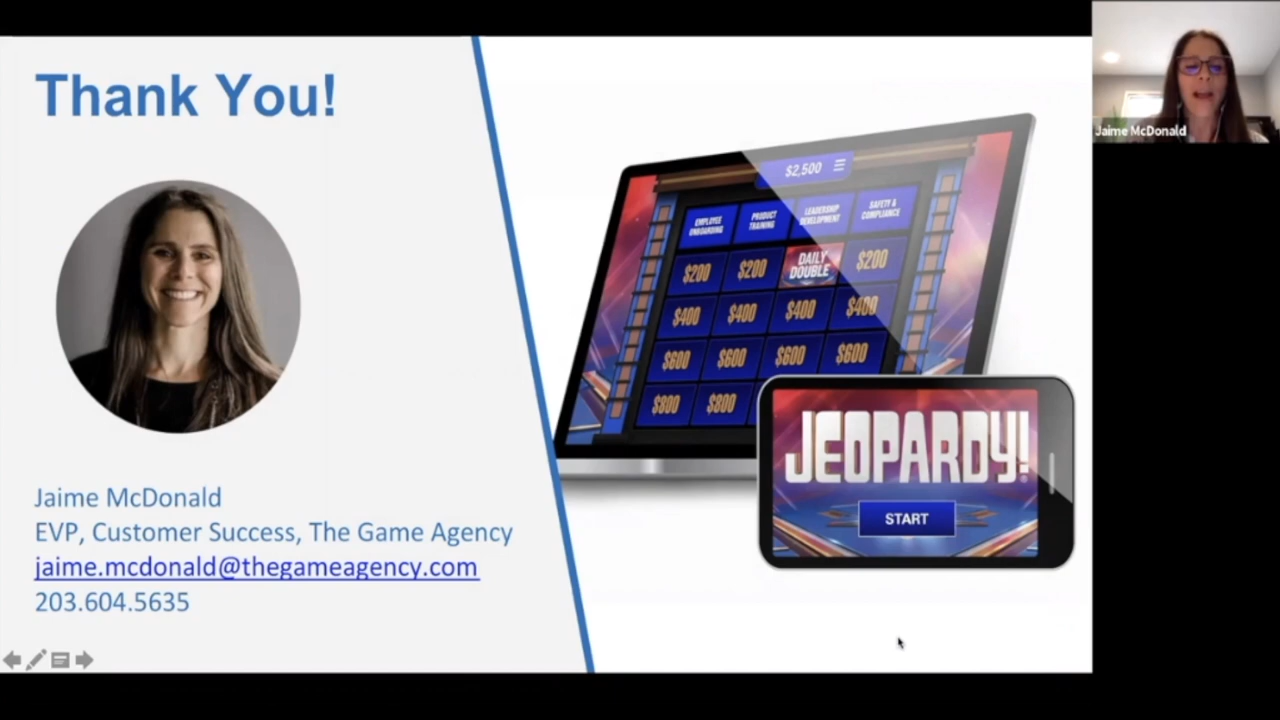 Thank You!
Jaime McDonald
EVP, Customer Success, The Game Agency
jaime.mcdonald@thegameagency.com
203.604.5635
$2,500
EMPLOYEE ONBOARDING
PRODUCT TRAINING
LEADERSHIP DEVELOPMENT
SAFETY & COMPLIANCE
$200 $200 DAILY DOUBLE $200
$400 $400 $400 $400
$600 $600 $600 $600
$800 $800
JEOPARDY!
START
Jaime McDonald